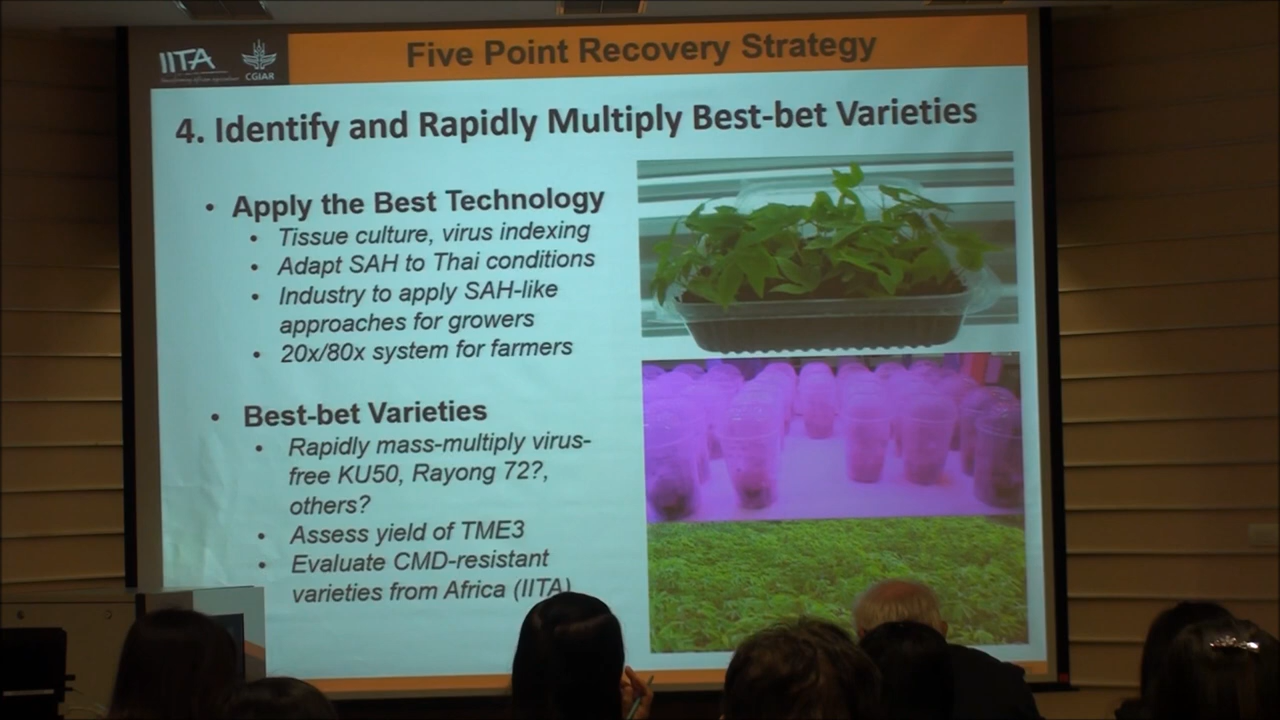 IITA
CGIAR
Five Point Recovery Strategy
4. Identify and Rapidly Multiply Best-bet Varieties
• Apply the Best Technology
• Tissue culture, virus indexing
• Adapt SAH to Thai conditions
• Industry to apply SAH-like
approaches for growers
• 20x/80x system for farmers
• Best-bet Varieties
• Rapidly mass-multiply virus-
free KU50, Rayong 72?,
others?
• Assess yield of TME3
• Evaluate CMD-resistant
varieties from Africa (IITA)